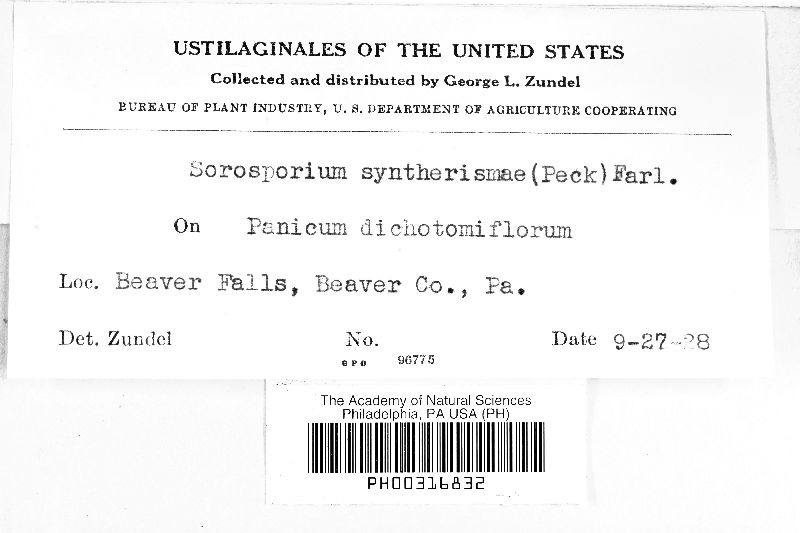 USTILAGINALES OF THE UNITED STATES
Collected and distributed by George L. Zundel
BUREAU OF PLANT INDUSTRY, U. S. DEPARTMENT OF AGRICULTURE COOPERATING
Sorosporium syntherismae(Peck)Farl.
On Panicum dichotomiflorum
Loc. Beaver Falls, Beaver Co., Pa.
Det. Zundel No. Date 9-27-28
GPO 96775
The Academy of Natural Sciences
Philadelphia, PA USA (PH)
PH00316832